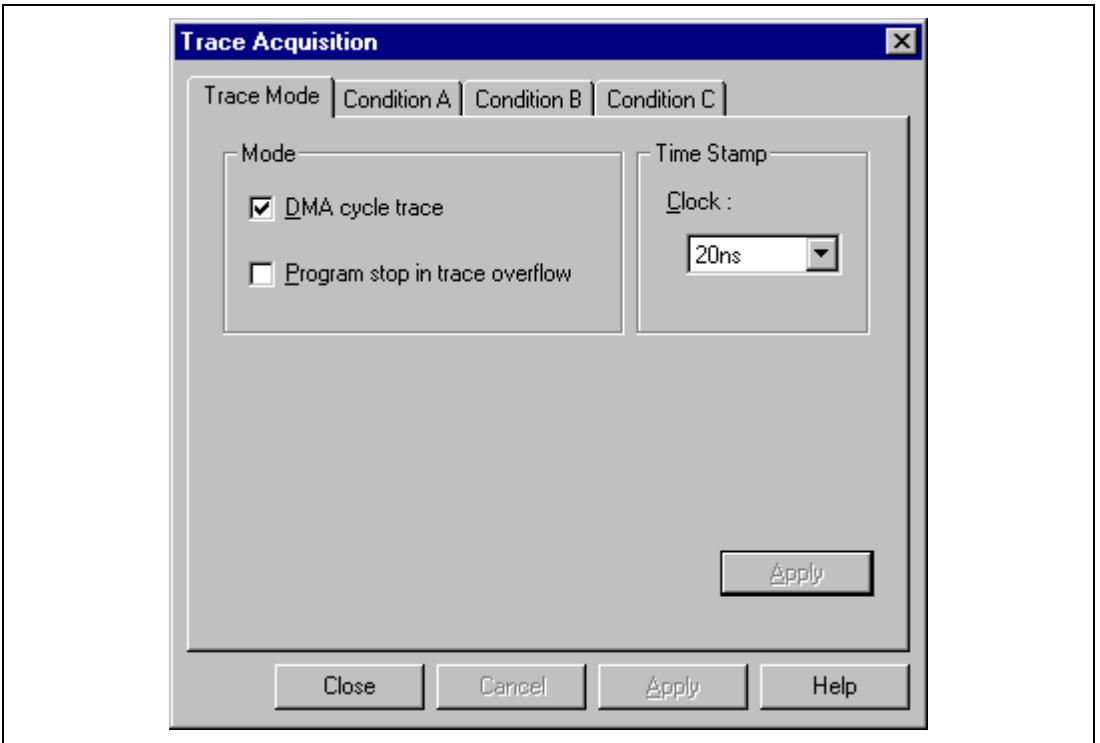 Trace Acquisition
Trace Mode Condition A Condition B Condition C
Mode
DMA cycle trace
Program stop in trace overflow
Time Stamp
Clock :
20ns
Apply
Close Cancel Apply Help